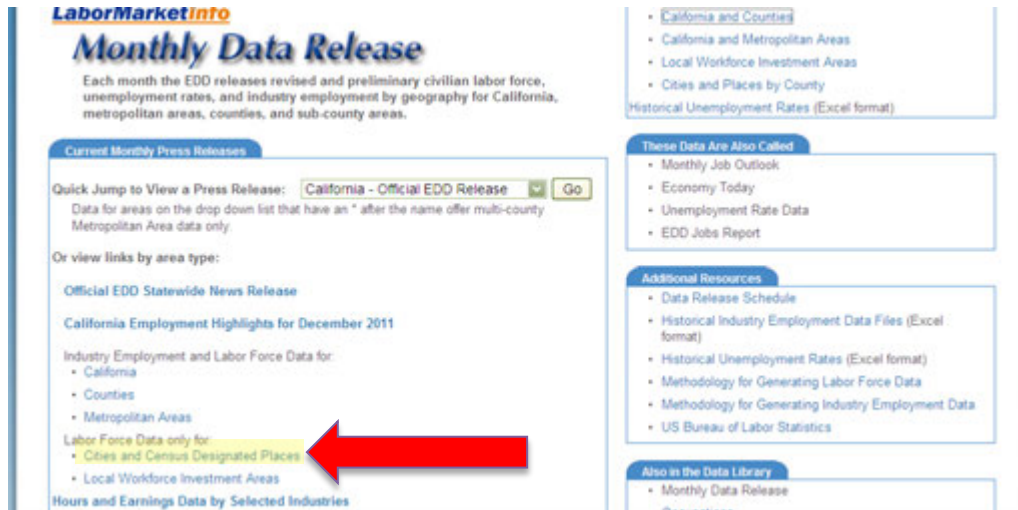 LaborMarketInfo
Monthly Data Release
Each month the EDD releases revised and preliminary civilian labor force,
unemployment rates, and industry employment by geography for California,
metropolitan areas, counties, and sub-county areas.
Current Monthly Press Releases
Quick Jump to View a Press Release: California - Official EDD Release Go
Data for areas on the drop down list that have an * after the name offer multi-county
Metropolitan Area data only.
Or view links by area type:
Official EDD Statewide News Release
California Employment Highlights for December 2011
Industry Employment and Labor Force Data for:
• California
• Counties
• Metropolitan Areas
Labor Force Data only for:
• Cities and Census Designated Places
• Local Workforce Investment Areas
Hours and Earnings Data by Selected Industries
• California and Counties
• California and Metropolitan Areas
• Local Workforce Investment Areas
• Cities and Places by County
Historical Unemployment Rates (Excel format)
These Data Are Also Called
• Monthly Job Outlook
• Economy Today
• Unemployment Rate Data
• EDD Jobs Report
Additional Resources
• Data Release Schedule
• Historical Industry Employment Data Files (Excel
format)
• Historical Unemployment Rates (Excel format)
• Methodology for Generating Labor Force Data
• Methodology for Generating Industry Employment Data
• US Bureau of Labor Statistics
Also in the Data Library
• Monthly Data Release